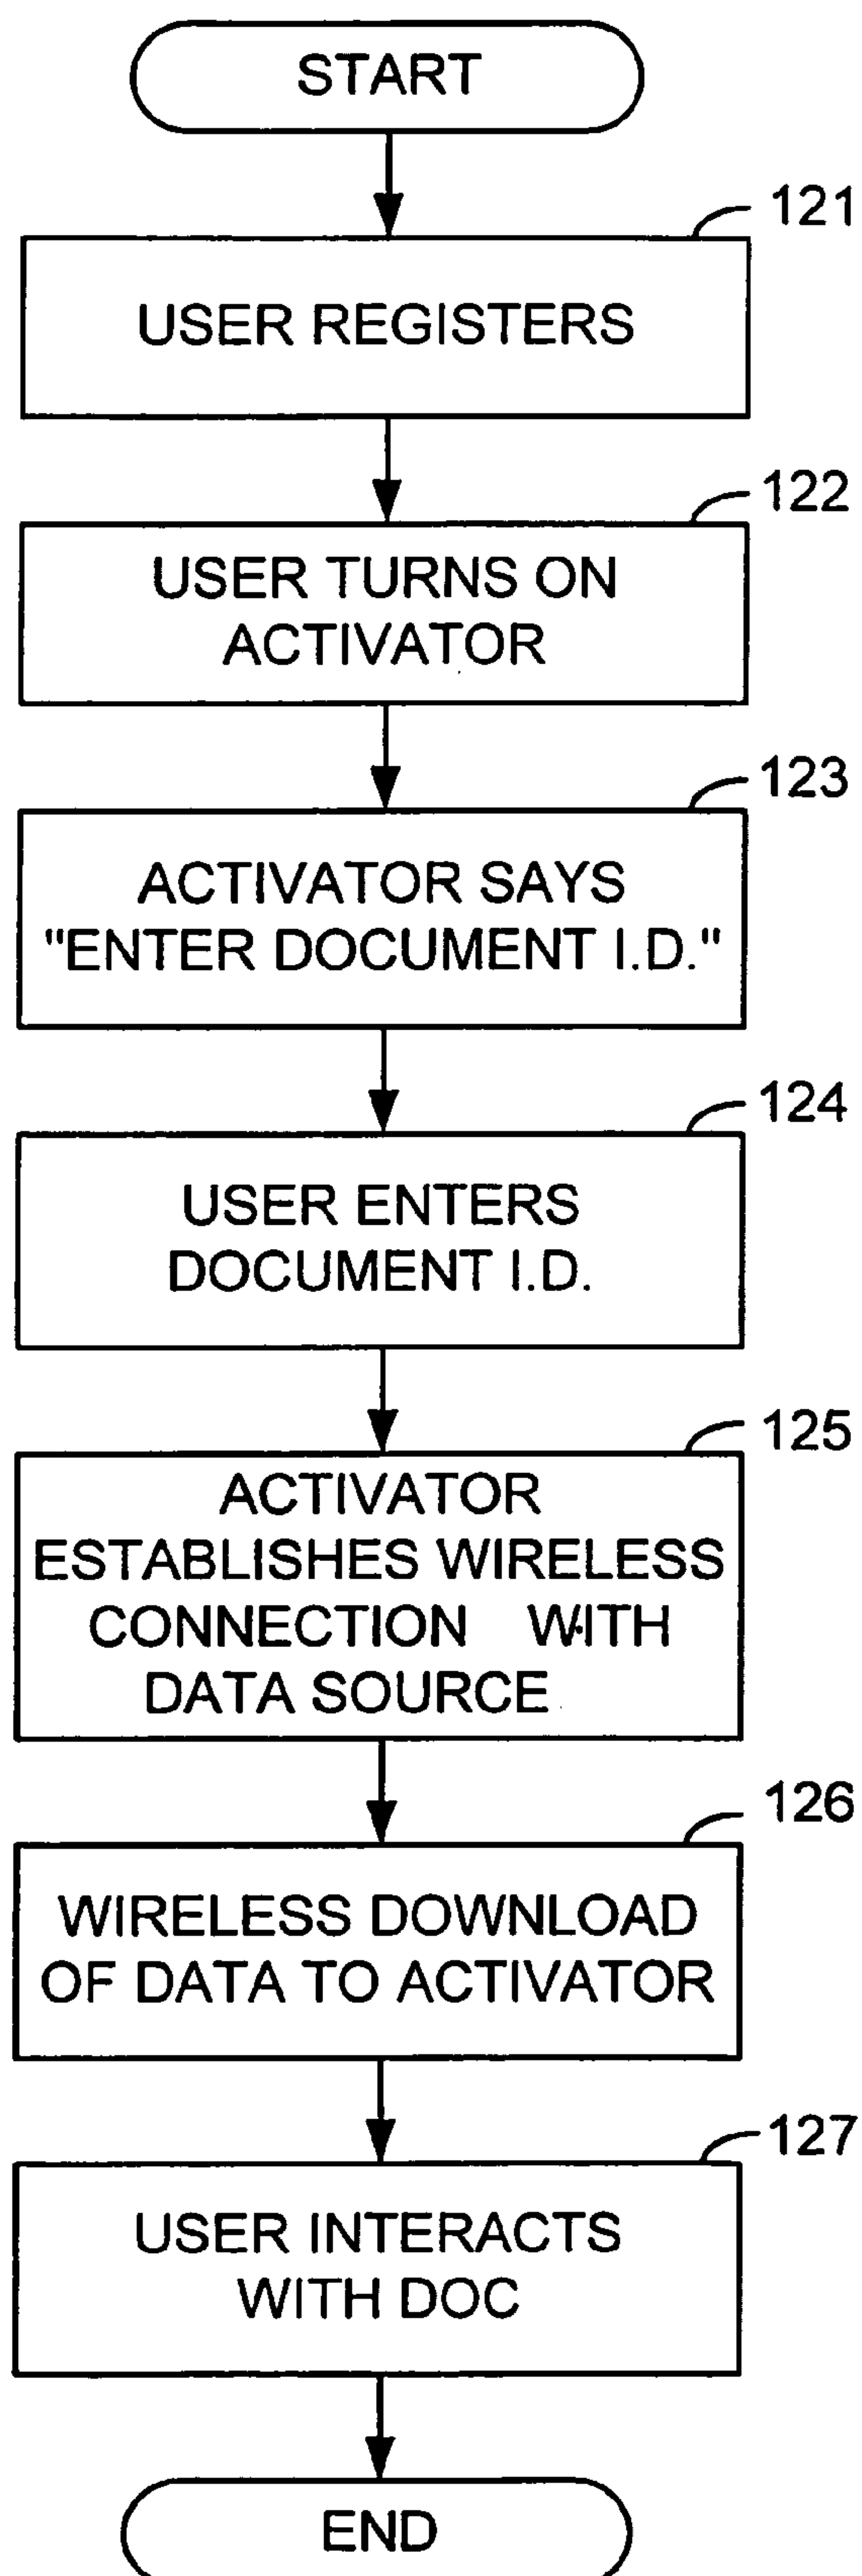 START
121
USER REGISTERS
122
USER TURNS ON
ACTIVATOR
123
ACTIVATOR SAYS
"ENTER DOCUMENT I.D."
124
USER ENTERS
DOCUMENT I.D.
125
ACTIVATOR
ESTABLISHES WIRELESS
CONNECTION WITH
DATA SOURCE
126
WIRELESS DOWNLOAD
OF DATA TO ACTIVATOR
127
USER INTERACTS
WITH DOC
END